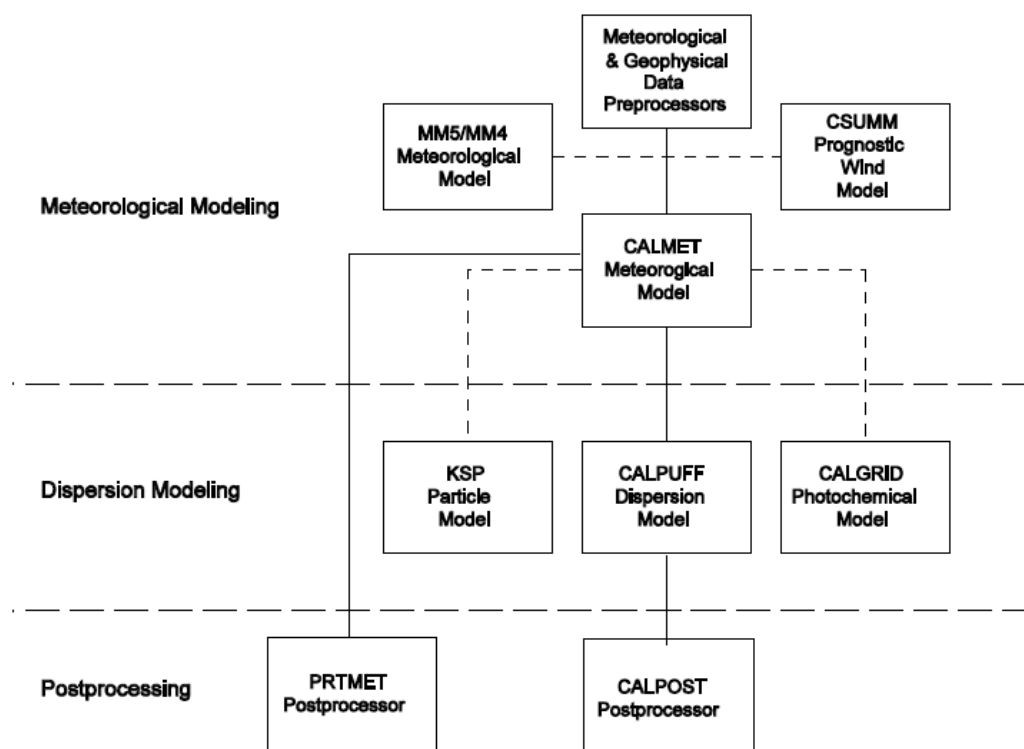 Meteorological
& Geophysical
Data
Preprocessors
MM5/MM4
Meteorological
Model
CSUMM
Prognostic
Wind
Model
Meteorological Modeling
CALMET
Meteorogical
Model
Dispersion Modeling
KSP
Particle
Model
CALPUFF
Dispersion
Model
CALGRID
Photochemical
Model
Postprocessing
PRTMET
Postprocessor
CALPOST
Postprocessor